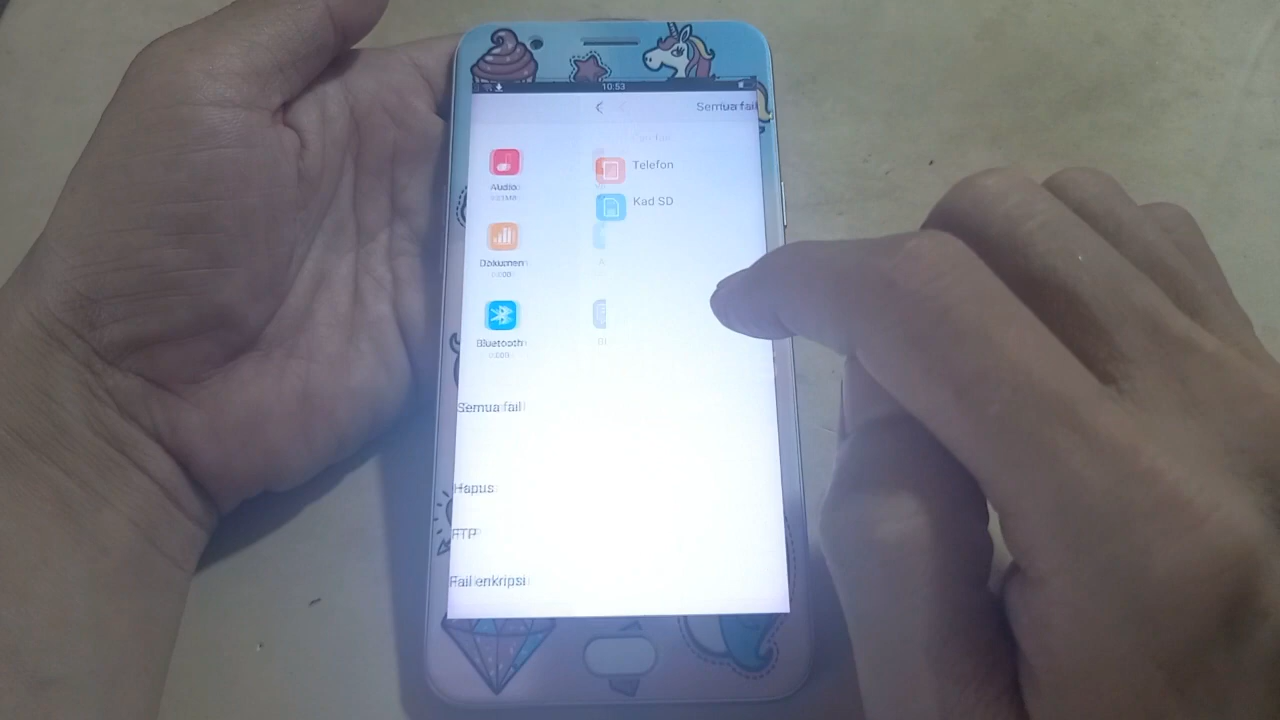 10:53
Semua fail
Telefon
Audio
Kad SD
Dokumen
Bluetooth
Semua fail
Hapus
FTP
Fail enkripsi